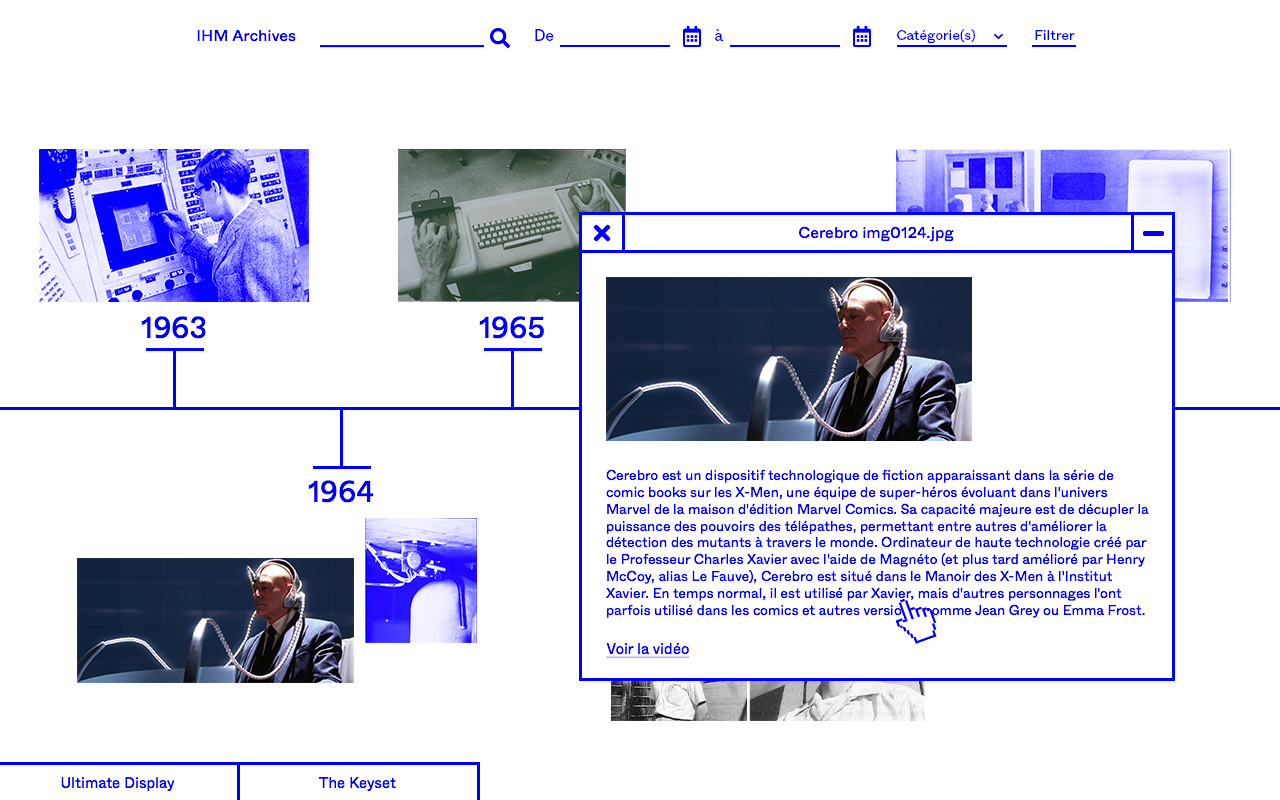 IHM Archives
De
à
Catégorie(s)
Filtrer
1963
1965
1964
Cerebro img0124.jpg
Cerebro est un dispositif technologique de fiction apparaissant dans la série de
comic books sur les X-Men, une équipe de super-héros évoluant dans l'univers
Marvel de la maison d'édition Marvel Comics. Sa capacité majeure est de décupler la
puissance des pouvoirs des télépathes, permettant entre autres d'améliorer la
détection des mutants à travers le monde. Ordinateur de haute technologie créé par
le Professeur Charles Xavier avec l'aide de Magnéto (et plus tard amélioré par Henry
McCoy, alias Le Fauve), Cerebro est situé dans le Manoir des X-Men à l'Institut
Xavier. En temps normal, il est utilisé par Xavier, mais d'autres personnages l'ont
parfois utilisé dans les comics et autres Jean Grey ou Emma Frost.
Voir la vidéo
Ultimate Display
The Keyset